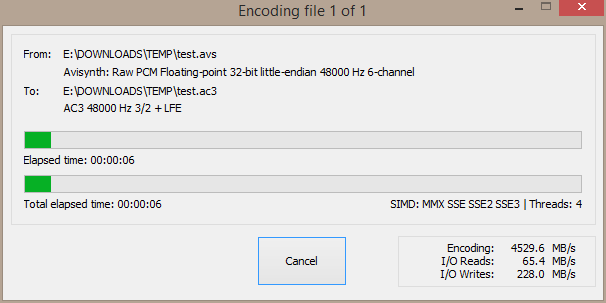 Encoding file 1 of 1
From: E:\DOWNLOADS\TEMP\test.avs
Avisynth: Raw PCM Floating-point 32-bit little-endian 48000 Hz 6-channel
To: E:\DOWNLOADS\TEMP\test.ac3
AC3 48000 Hz 3/2 + LFE
Elapsed time: 00:00:06
Total elapsed time: 00:00:06 SIMD: MMX SSE SSE2 SSE3 | Threads: 4
Cancel
Encoding: 4529.6 MB/s
I/O Reads: 65.4 MB/s
I/O Writes: 228.0 MB/s